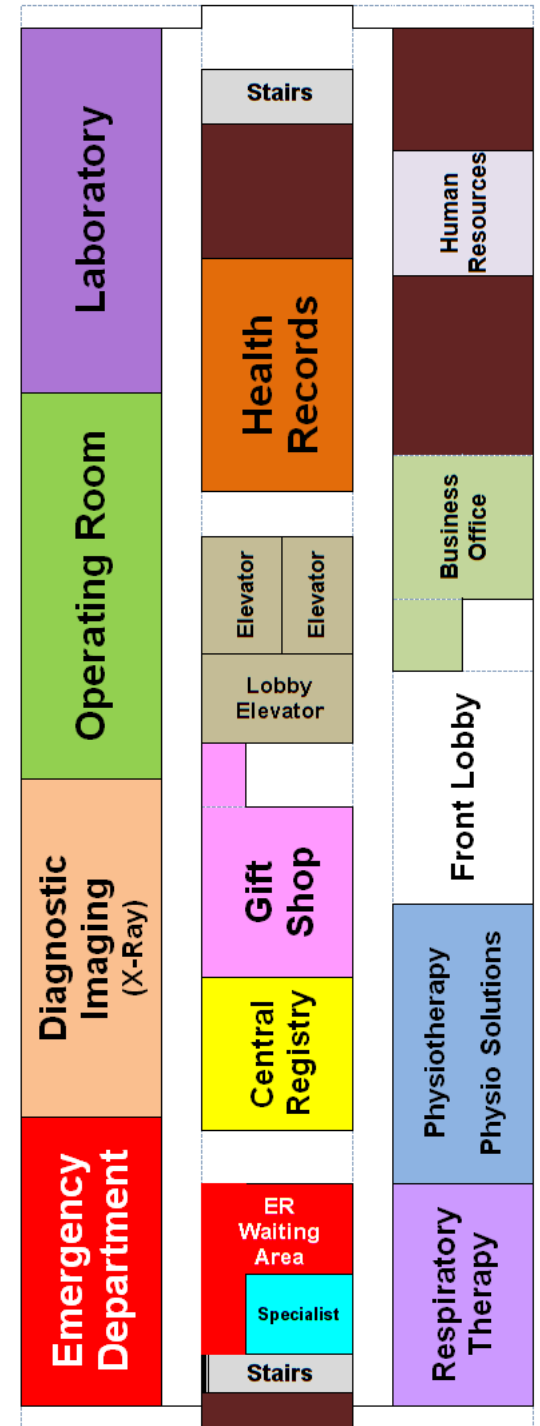 Laboratory
Operating Room
Diagnostic
Imaging
(X-Ray)
Emergency
Department
Stairs
Health
Records
Elevator
Elevator
Lobby
Elevator
Gift
Shop
Central
Registry
ER
Waiting
Area
Specialist
Stairs
Human
Resources
Business
Office
Front Lobby
Physiotherapy
Physio Solutions
Respiratory
Therapy